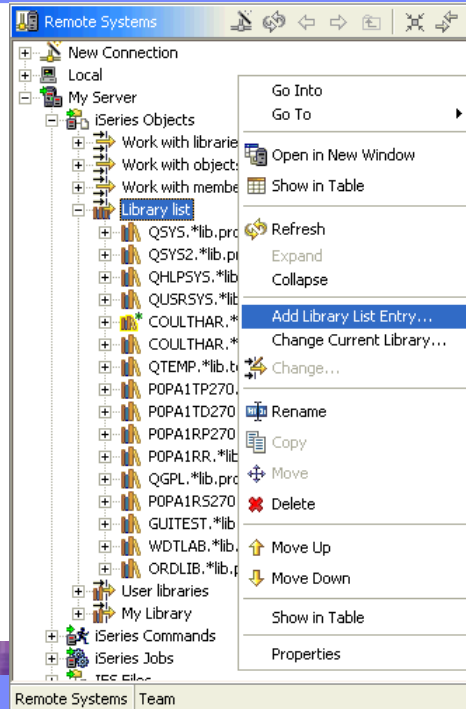 Remote Systems
New Connection
Local
My Server
iSeries Objects
Work with librarie
Work with object
Work with membe
Library list
QSYS.*lib.pro
QSYS2.*lib.pro
QHLPSYS.*lib
QUSRSYS.*lib
COULTHAR.*
COULTHAR.*
QTEMP.*lib.t
P0PA1TP270.
P0PA1TD270
P0PA1RP270
P0PA1RR.*lib
QGPL.*lib.pro
P0PA1RS270
GUITEST.*lib
WDTLAB.*lib.
ORDLIB.*lib.p
User libraries
My Library
iSeries Commands
iSeries Jobs
IFS Files
Remote Systems
Team
Go Into
Go To
Open in New Window
Show in Table
Refresh
Expand
Collapse
Add Library List Entry...
Change Current Library...
Change...
Rename
Copy
Move
Delete
Move Up
Move Down
Show in Table
Properties